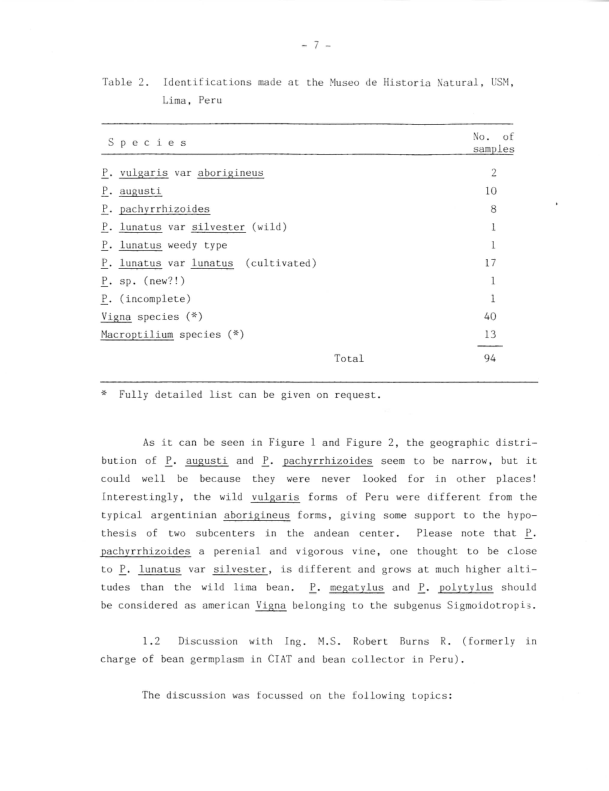 - 7 -
Table 2. Identifications made at the Museo de Historia Natural, USM,
Lima, Peru
S p e c i e s No. of
samples
P. vulgaris var aborigineus 2
P. augusti 10
P. pachyrrhizoides 8
P. lunatus var silvester (wild) 1
P. lunatus weedy type 1
P. lunatus var lunatus (cultivated) 17
P. sp. (new?!) 1
P. (incomplete) 1
Vigna species (*) 40
Macroptilium species (*) 13
Total 94
* Fully detailed list can be given on request.
As it can be seen in Figure 1 and Figure 2, the geographic distri-
bution of P. augusti and P. pachyrrhizoides seem to be narrow, but it
could well be because they were never looked for in other places!
Interestingly, the wild vulgaris forms of Peru were different from the
typical argentinian aborigineus forms, giving some support to the hypo-
thesis of two subcenters in the andean center. Please note that P.
pachyrrhizoides a perenial and vigorous vine, one thought to be close
to P. lunatus var silvester, is different and grows at much higher alti-
tudes than the wild lima bean. P. megatylus and P. polytylus should
be considered as american Vigna belonging to the subgenus Sigmoidotropis.
1.2 Discussion with Ing. M.S. Robert Burns R. (formerly in
charge of bean germplasm in CIAT and bean collector in Peru).
The discussion was focussed on the following topics: